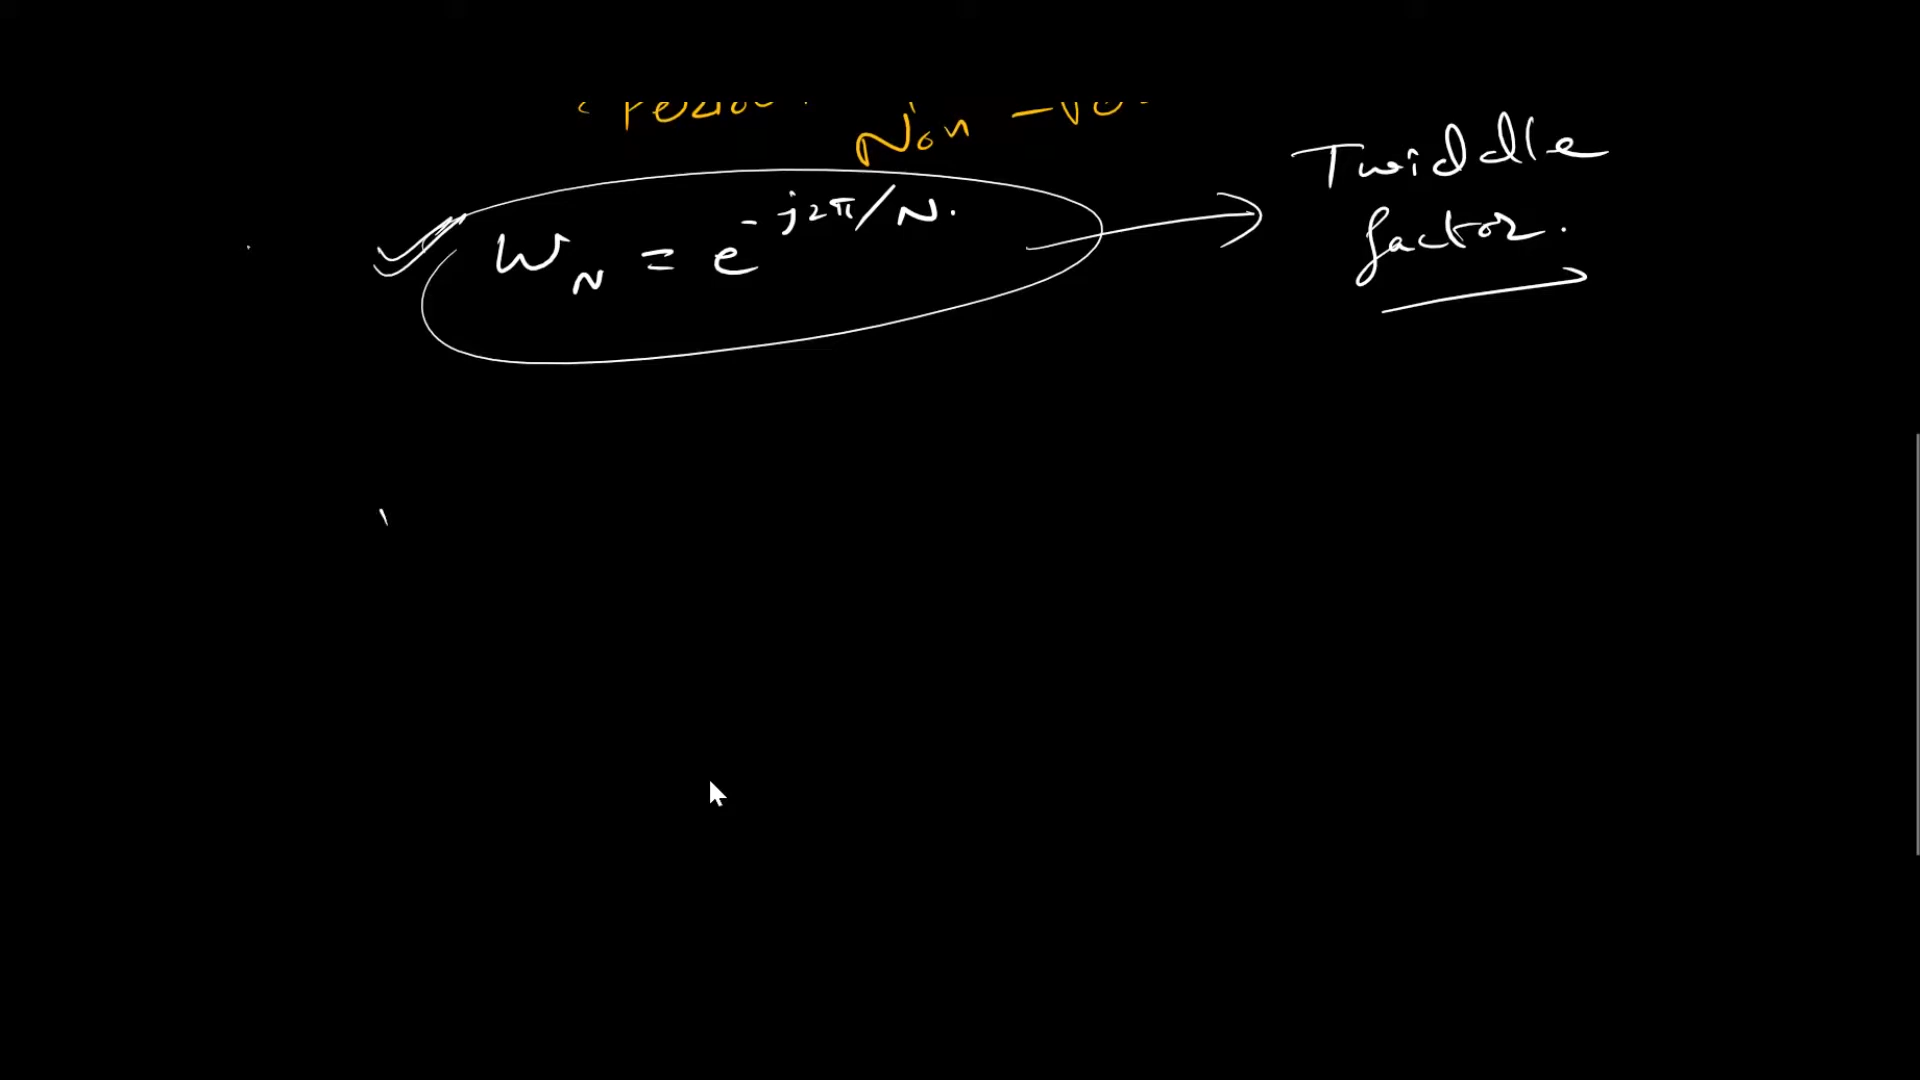 Non
Twiddle
W_N = e^{-j2π/N}.
factor.